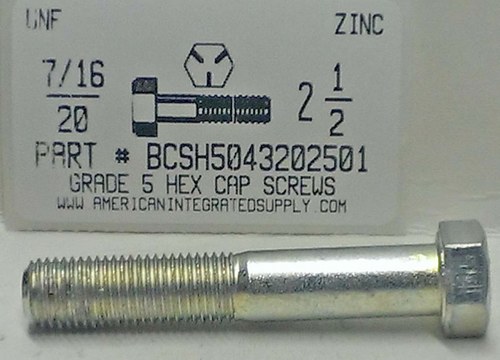 UNF ZINC
7/16
20
2 1/2
PART # BCSH5043202501
GRADE 5 HEX CAP SCREWS
WWW AMERICANINTEGRATEDSUPPLY.COM